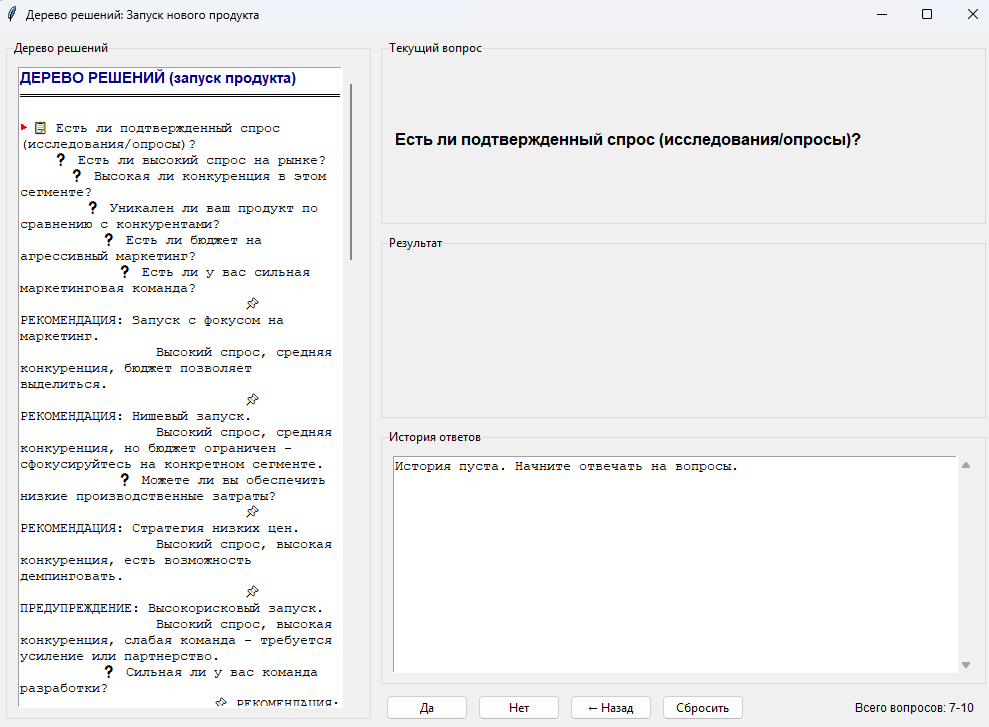 Дерево решений: Запуск нового продукта
Дерево решений
ДЕРЕВО РЕШЕНИЙ (запуск продукта)
Есть ли подтвержденный спрос
(исследования/опросы)?
? Есть ли высокий спрос на рынке?
? Высокая ли конкуренция в этом
сегменте?
? Уникален ли ваш продукт по
сравнению с конкурентами?
? Есть ли бюджет на
агрессивный маркетинг?
? Есть ли у вас сильная
маркетинговая команда?
РЕКОМЕНДАЦИЯ: Запуск с фокусом на
маркетинг.
Высокий спрос, средняя
конкуренция, бюджет позволяет
выделиться.
РЕКОМЕНДАЦИЯ: Нишевый запуск.
Высокий спрос, средняя
конкуренция, но бюджет ограничен -
сфокусируйтесь на конкретном сегменте.
? Можете ли вы обеспечить
низкие производственные затраты?
РЕКОМЕНДАЦИЯ: Стратегия низких цен.
Высокий спрос, высокая
конкуренция, есть возможность
демпинговать.
ПРЕДУПРЕЖДЕНИЕ: Высокорисковый запуск.
Высокий спрос, высокая
конкуренция, слабая команда - требуется
усиление или партнерство.
? Сильная ли у вас команда
разработки?
РЕКОМЕНДАЦИЯ:
Текущий вопрос
Есть ли подтвержденный спрос (исследования/опросы)?
Результат
История ответов
История пуста. Начните отвечать на вопросы.
Да
Нет
← Назад
Сбросить
Всего вопросов: 7-10